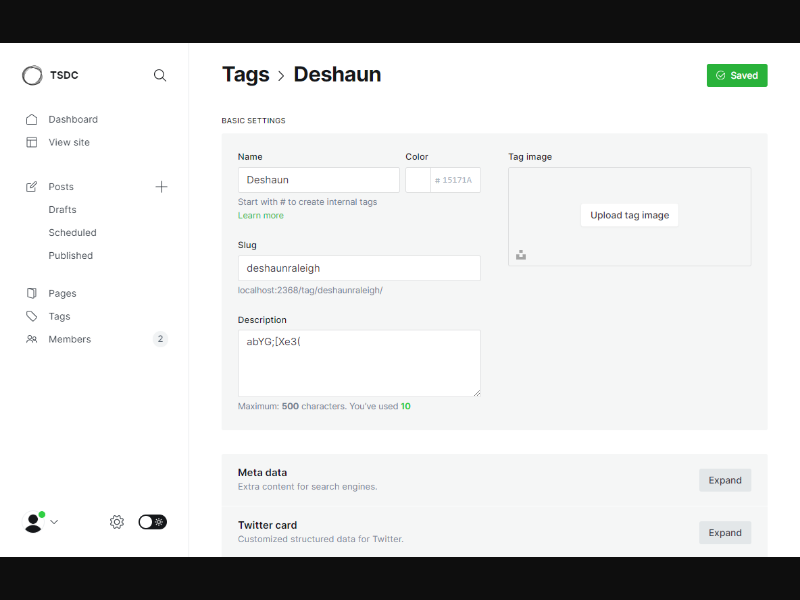 TSDC
Dashboard
View site
Posts
Drafts
Scheduled
Published
Pages
Tags
Members 2
Tags > Deshaun
Saved
BASIC SETTINGS
Name
Deshaun
Color
# 15171A
Start with # to create internal tags
Learn more
Slug
deshaunraleigh
localhost:2368/tag/deshaunraleigh/
Description
abYG;[Xe3(
Maximum: 500 characters. You've used 10
Tag image
Upload tag image
Meta data
Extra content for search engines.
Expand
Twitter card
Customized structured data for Twitter.
Expand